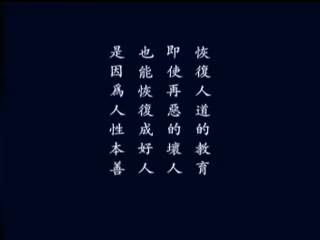 恢復人道的教育
即使再惡的壞人
也能恢復成好人
是因爲人性本善